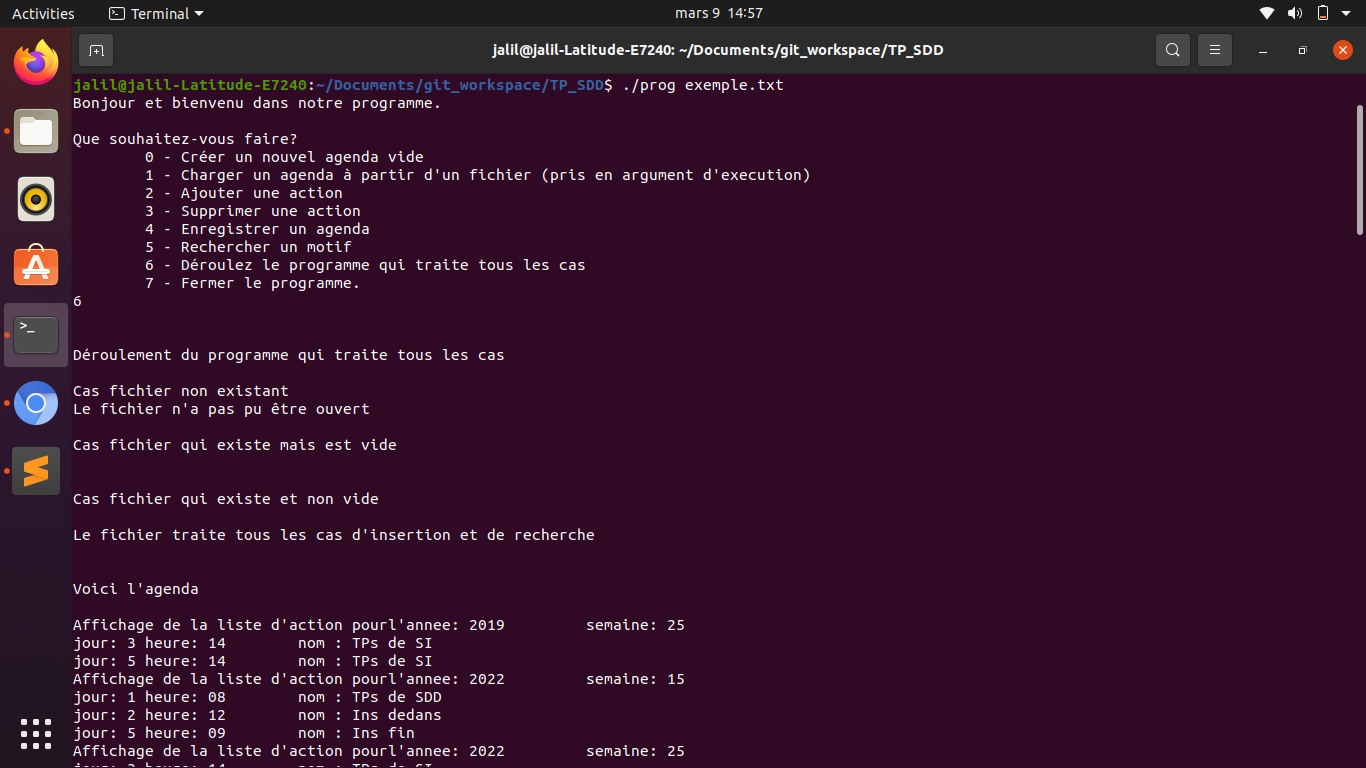 Activities Terminal mars 9 14:57
jalil@jalil-Latitude-E7240: ~/Documents/git_workspace/TP_SDD
jalil@jalil-Latitude-E7240:~/Documents/git_workspace/TP_SDD$ ./prog exemple.txt
Bonjour et bienvenu dans notre programme.
Que souhaitez-vous faire?
0 - Créer un nouvel agenda vide
1 - Charger un agenda à partir d'un fichier (pris en argument d'execution)
2 - Ajouter une action
3 - Supprimer une action
4 - Enregistrer un agenda
5 - Rechercher un motif
6 - Déroulez le programme qui traite tous les cas
7 - Fermer le programme.
6
Déroulement du programme qui traite tous les cas
Cas fichier non existant
Le fichier n'a pas pu être ouvert
Cas fichier qui existe mais est vide
Cas fichier qui existe et non vide
Le fichier traite tous les cas d'insertion et de recherche
Voici l'agenda
Affichage de la liste d'action pourl'annee: 2019 semaine: 25
jour: 3 heure: 14 nom : TPs de SI
jour: 5 heure: 14 nom : TPs de SI
Affichage de la liste d'action pourl'annee: 2022 semaine: 15
jour: 1 heure: 08 nom : TPs de SDD
jour: 2 heure: 12 nom : Ins dedans
jour: 5 heure: 09 nom : Ins fin
Affichage de la liste d'action pourl'annee: 2022 semaine: 25
jour: 3 heure: 14 nom : TPs de SI